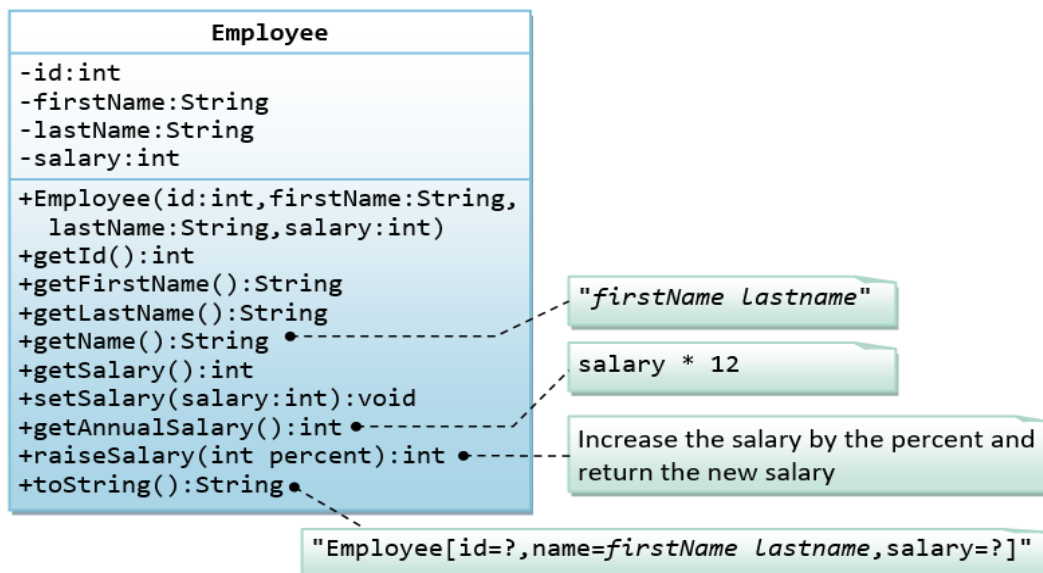 Employee
-id:int
-firstName:String
-lastName:String
-salary:int
+Employee(id:int,firstName:String,
lastName:String,salary:int)
+getId():int
+getFirstName():String
+getLastName():String
+getName():String
+getSalary():int
+setSalary(salary:int):void
+getAnnualSalary():int
+raiseSalary(int percent):int
+toString():String
"firstName lastname"
salary * 12
Increase the salary by the percent and
return the new salary
"Employee[id=?,name=firstName lastname,salary=?]"